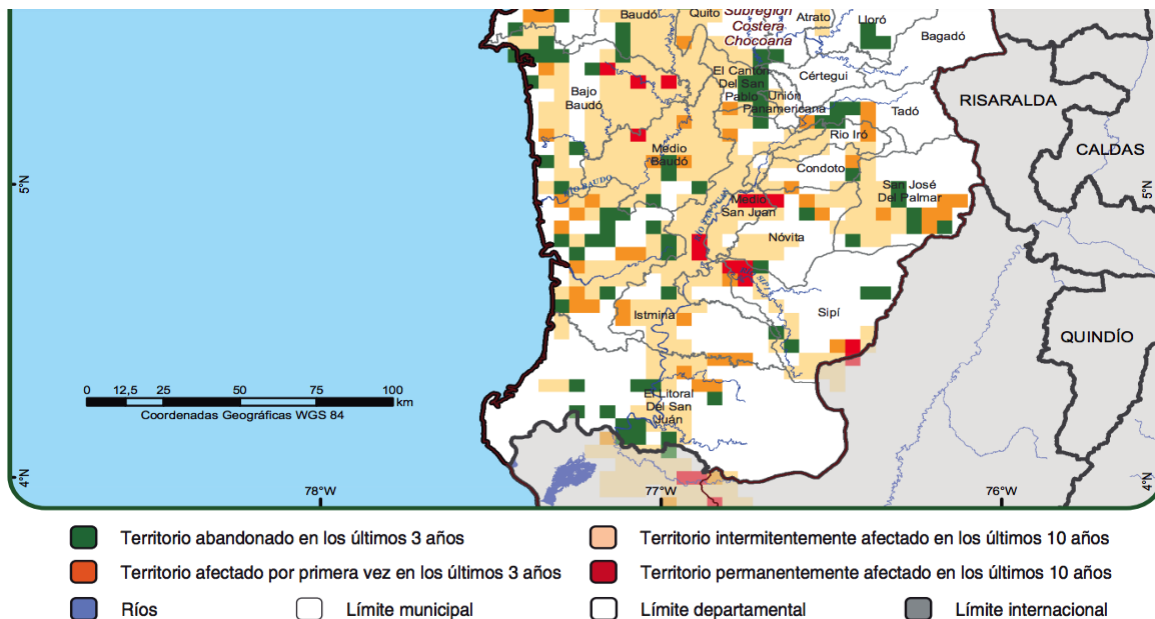 Baudó
Quito
Subregión
Costera
Chocoana
Atrato
Lloró
Bagadó
El Cantón
Del San
Pablo
Unión
Panamericana
Cértegui
Bajo
Baudó
Tadó
Rio Iró
Medio
Baudó
Condoto
San José
Del Palmar
RÍO BAUDO
Medio
San Juan
Nóvita
Sipí
Istmina
El Litoral
Del San
Juán
RISARALDA
CALDAS
QUINDÍO
5°N
5°N
0 12,5 25 50 75 100
km
Coordenadas Geográficas WGS 84
4°N
4°N
78°W
77°W
76°W
Territorio abandonado en los últimos 3 años
Territorio intermitentemente afectado en los últimos 10 años
Territorio afectado por primera vez en los últimos 3 años
Territorio permanentemente afectado en los últimos 10 años
Ríos
Límite municipal
Límite departamental
Límite internacional